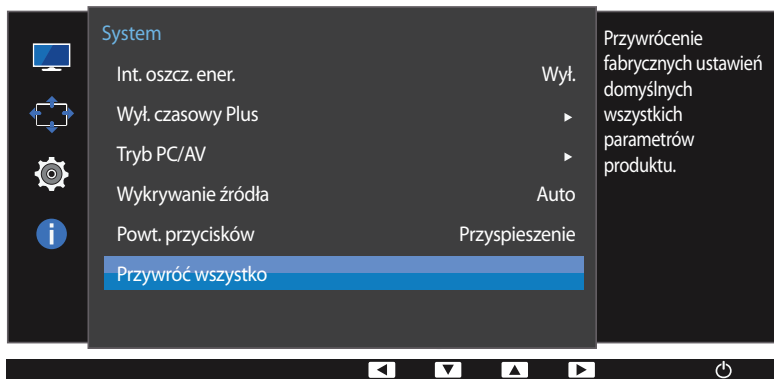 System
Int. oszcz. ener. Wył.
Wył. czasowy Plus
Tryb PC/AV
Wykrywanie źródła Auto
Powt. przycisków Przyspieszenie
Przywróć wszystko
Przywrócenie
fabrycznych ustawień
domyślnych
wszystkich
parametrów
produktu.